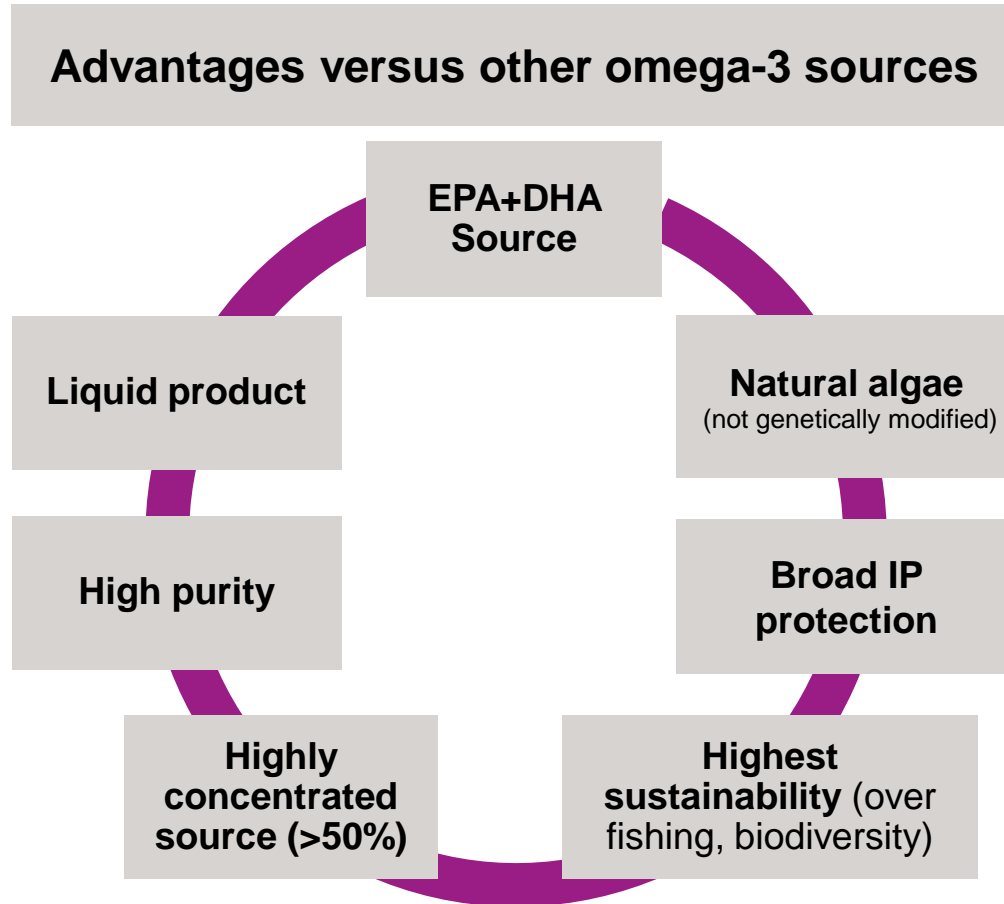 Advantages versus other omega-3 sources
EPA+DHA
Source
Natural algae
(not genetically modified)
Broad IP
protection
Highest
sustainability (over
fishing, biodiversity)
Highly
concentrated
source (>50%)
High purity
Liquid product